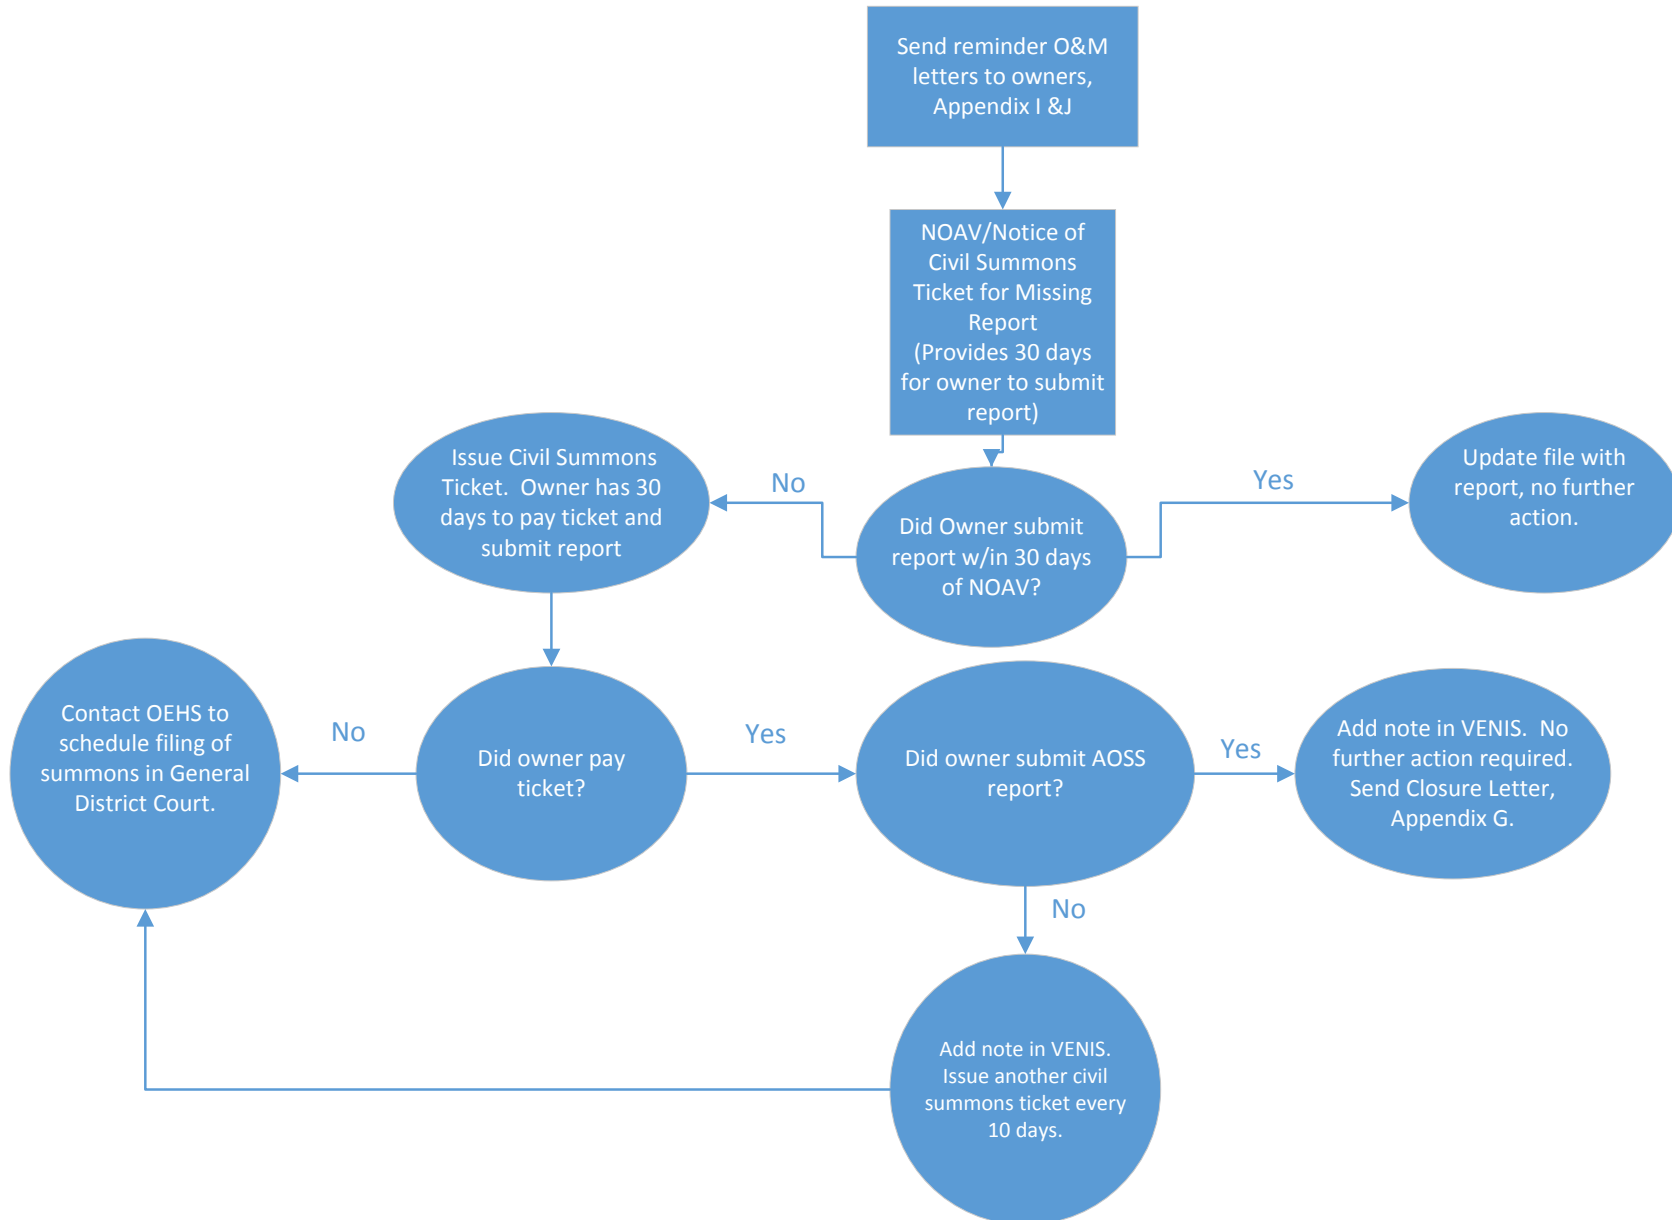 Send reminder O&M
letters to owners,
Appendix I &J
NOAV/Notice of
Civil Summons
Ticket for Missing
Report
(Provides 30 days
for owner to submit
report)
Issue Civil Summons
Ticket.  Owner has 30
days to pay ticket and
submit report
No
Did Owner submit
report w/in 30 days
of NOAV?
Yes
Update file with
report, no further
action.
Contact OEHS to
schedule filing of
summons in General
District Court.
No
Did owner pay
ticket?
Yes
Did owner submit AOSS
report?
Yes
Add note in VENIS.  No
further action required.
Send Closure Letter,
Appendix G.
No
Add note in VENIS.
Issue another civil
summons ticket every
10 days.